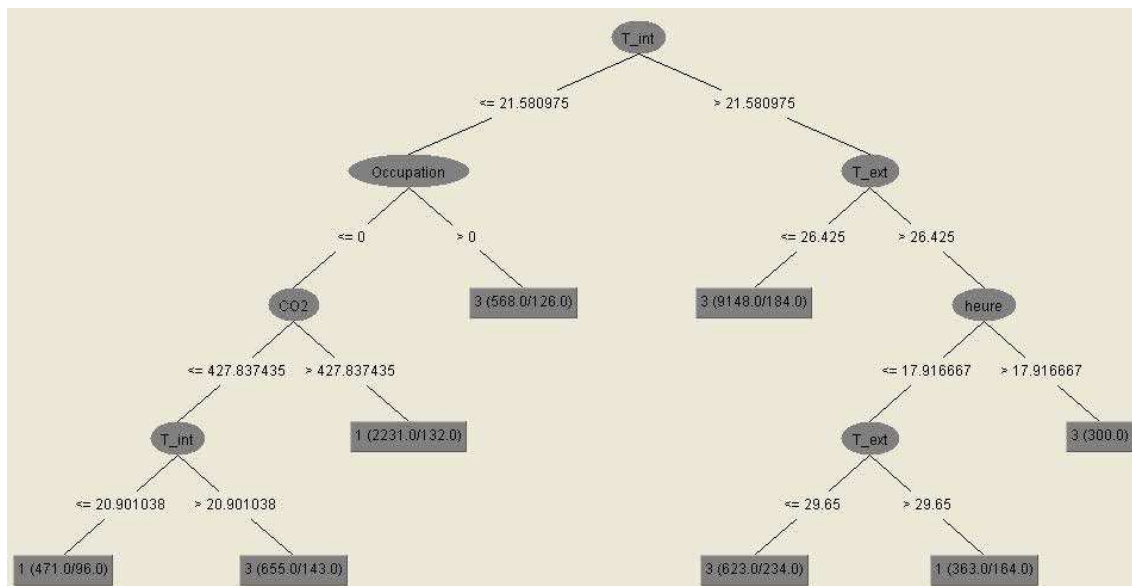 T_int
<= 21.580975 > 21.580975
Occupation T_ext
<= 0 > 0 <= 26.425 > 26.425
CO2 3 (568.0/126.0) 3 (9148.0/184.0) heure
<= 427.837435 > 427.837435 <= 17.916667 > 17.916667
T_int 1 (2231.0/132.0) T_ext 3 (300.0)
<= 20.901038 > 20.901038 <= 29.65 > 29.65
1 (471.0/96.0) 3 (655.0/143.0) 3 (623.0/234.0) 1 (363.0/164.0)